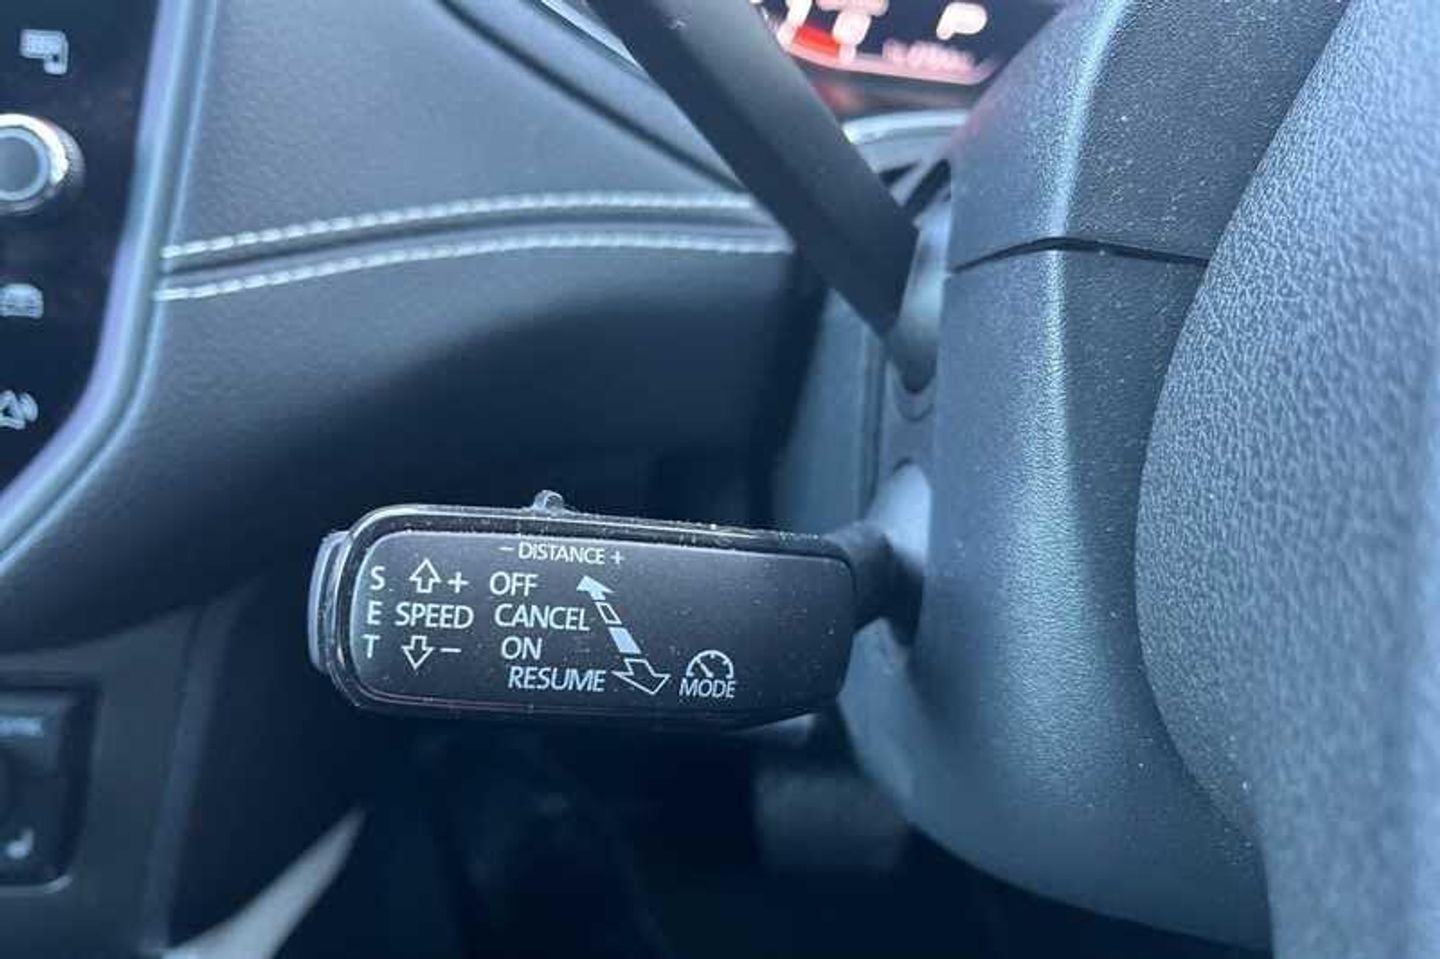 P
- DISTANCE +
S + OFF
E SPEED CANCEL
T - ON
RESUME
MODE